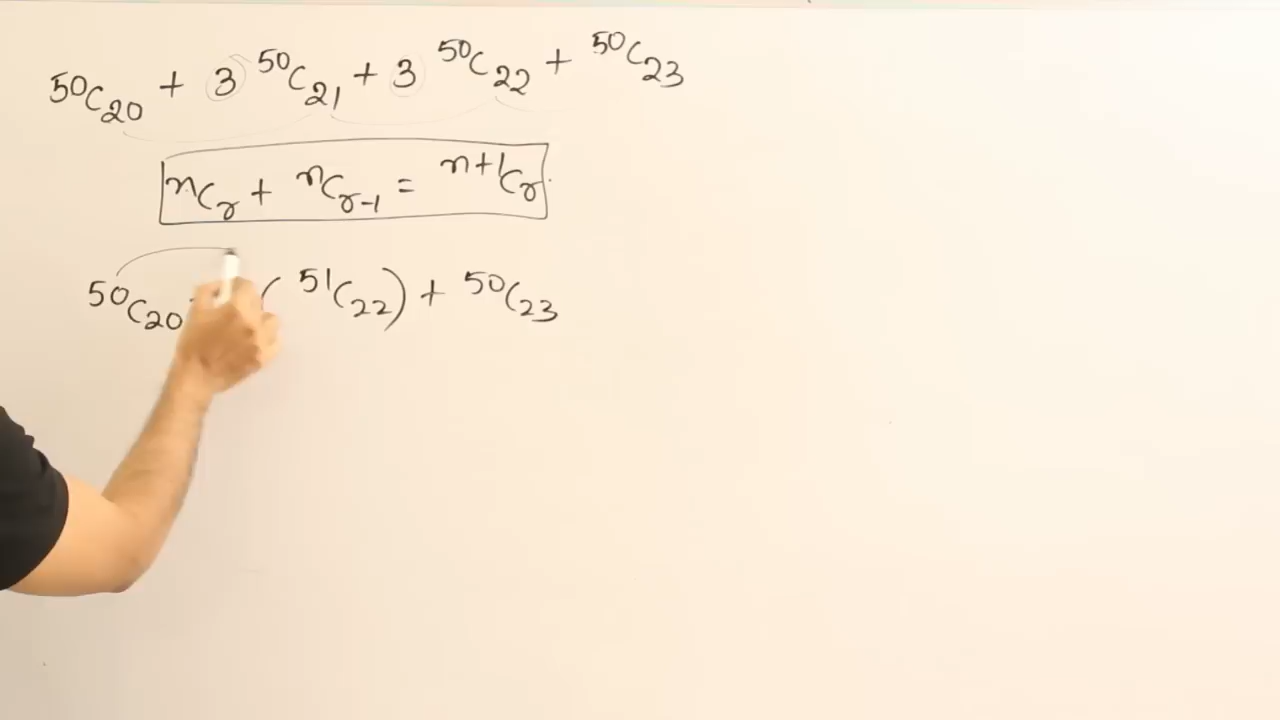 ⁵⁰C₂₀ + 3 ⁵⁰C₂₁ + 3 ⁵⁰C₂₂ + ⁵⁰C₂₃
ⁿCᵣ + ⁿCᵣ₋₁ = ⁿ⁺¹Cᵣ
⁵⁰C₂₀ ( ⁵¹C₂₂) + ⁵⁰C₂₃